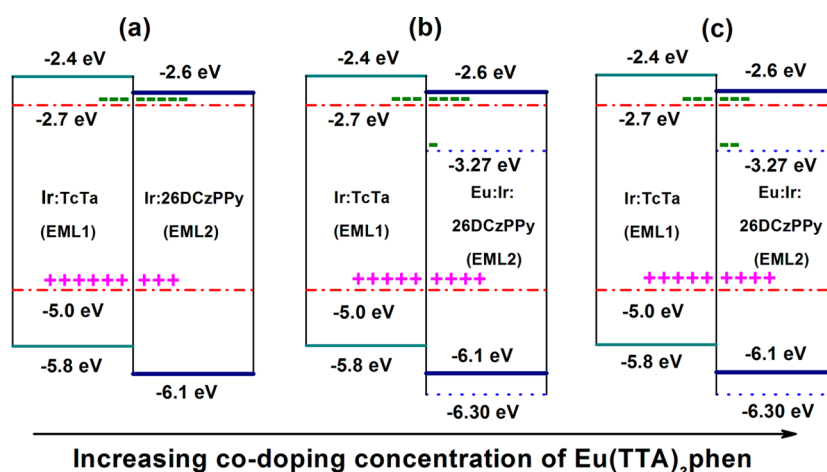 (a)
-2.4 eV
-2.6 eV
-2.7 eV
Ir:TcTa
(EML1)
Ir:26DCzPPy
(EML2)
++++++ +++
-5.0 eV
-5.8 eV
-6.1 eV
(b)
-2.4 eV
-2.6 eV
-2.7 eV
-3.27 eV
Ir:TcTa
(EML1)
Eu:Ir:
26DCzPPy
(EML2)
+++++ ++++
-5.0 eV
-5.8 eV
-6.1 eV
-6.30 eV
(c)
-2.4 eV
-2.6 eV
-2.7 eV
-3.27 eV
Ir:TcTa
(EML1)
Eu:Ir:
26DCzPPy
(EML2)
+++++ ++++
-5.0 eV
-5.8 eV
-6.1 eV
-6.30 eV
Increasing co-doping concentration of Eu(TTA)₃phen